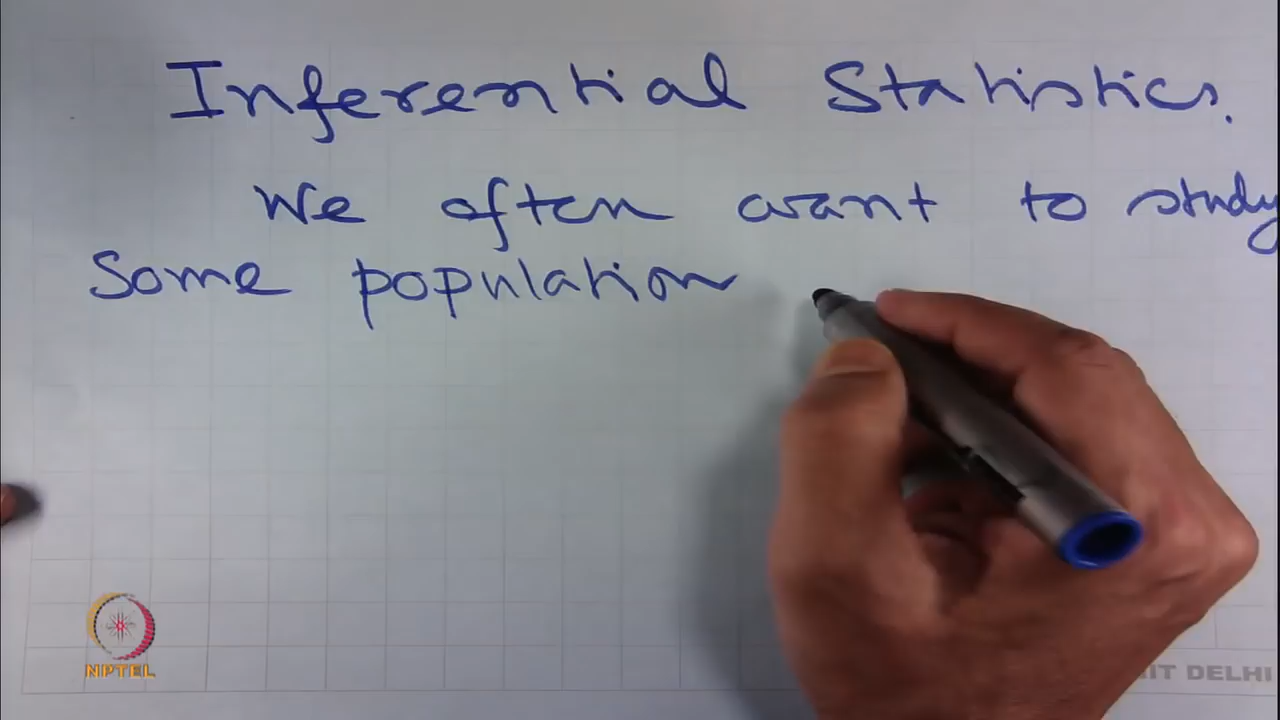 Inferential Statistics.
We often want to study
Some population
NPTEL
IIT DELHI